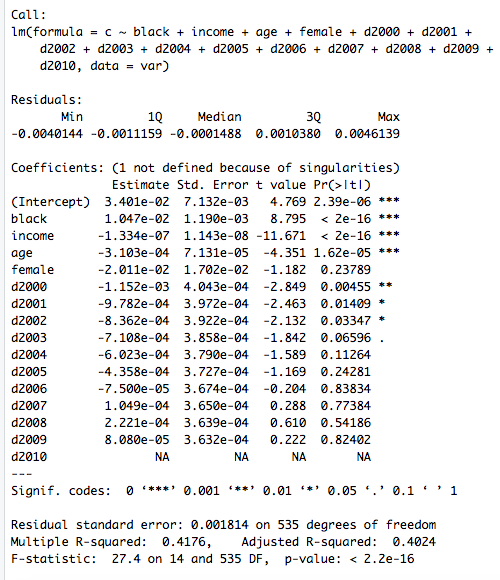 Call:
lm(formula = c ~ black + income + age + female + d2000 + d2001 +
    d2002 + d2003 + d2004 + d2005 + d2006 + d2007 + d2008 + d2009 +
    d2010, data = var)

Residuals:
       Min         1Q     Median         3Q        Max
-0.0040144 -0.0011159 -0.0001488  0.0010380  0.0046139

Coefficients: (1 not defined because of singularities)
              Estimate Std. Error t value Pr(>|t|)
(Intercept)  3.401e-02  7.132e-03   4.769 2.39e-06 ***
black        1.047e-02  1.190e-03   8.795  < 2e-16 ***
income      -1.334e-07  1.143e-08 -11.671  < 2e-16 ***
age         -3.103e-04  7.131e-05  -4.351 1.62e-05 ***
female      -2.011e-02  1.702e-02  -1.182  0.23789
d2000       -1.152e-03  4.043e-04  -2.849  0.00455 **
d2001       -9.782e-04  3.972e-04  -2.463  0.01409 *
d2002       -8.362e-04  3.922e-04  -2.132  0.03347 *
d2003       -7.108e-04  3.858e-04  -1.842  0.06596 .
d2004       -6.023e-04  3.790e-04  -1.589  0.11264
d2005       -4.358e-04  3.727e-04  -1.169  0.24281
d2006       -7.500e-05  3.674e-04  -0.204  0.83834
d2007        1.049e-04  3.650e-04   0.288  0.77384
d2008        2.221e-04  3.639e-04   0.610  0.54186
d2009        8.080e-05  3.632e-04   0.222  0.82402
d2010               NA         NA      NA       NA
---
Signif. codes:  0 ‘***’ 0.001 ‘**’ 0.01 ‘*’ 0.05 ‘.’ 0.1 ‘ ’ 1

Residual standard error: 0.001814 on 535 degrees of freedom
Multiple R-squared:  0.4176,    Adjusted R-squared:  0.4024
F-statistic:  27.4 on 14 and 535 DF,  p-value: < 2.2e-16